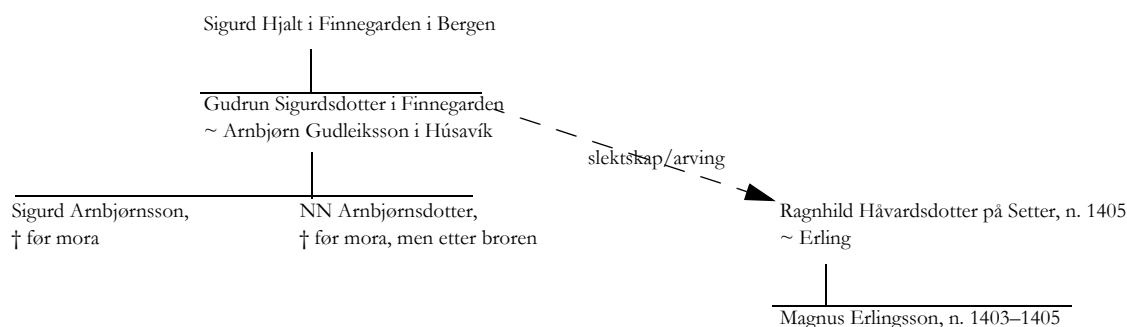 Sigurd Hjalt i Finnegarden i Bergen
Gudrun Sigurdsdotter i Finnegarden
~ Arnbjørn Gudleiksson i Húsavík
slektskap/arving
Sigurd Arnbjørnsson,
† før mora
NN Arnbjørnsdotter,
† før mora, men etter broren
Ragnhild Håvardsdotter på Setter, n. 1405
~ Erling
Magnus Erlingsson, n. 1403–1405